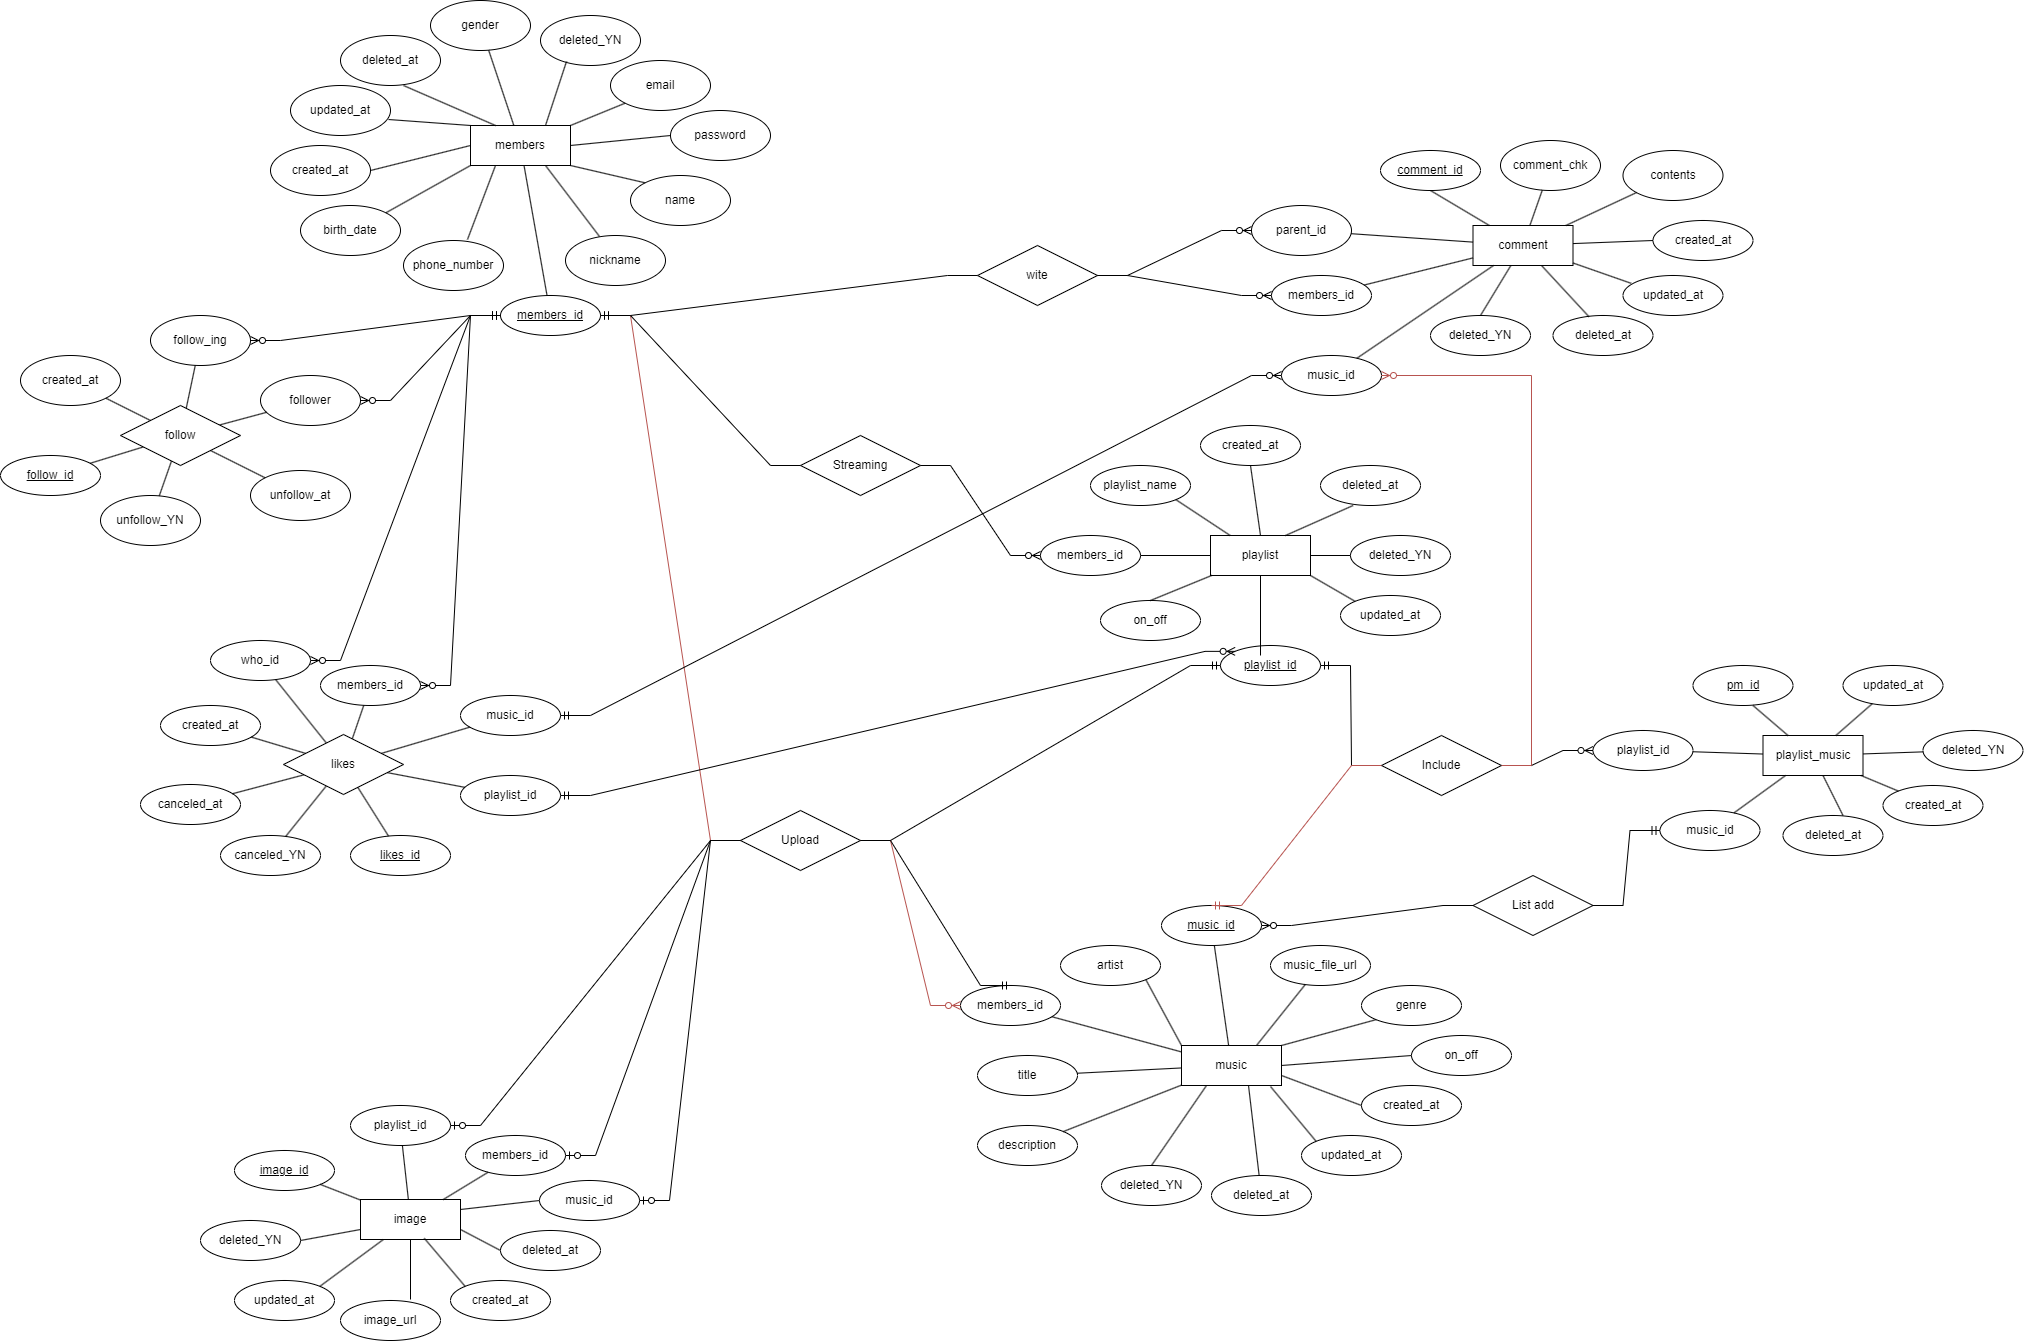 gender
deleted_YN
deleted_at
email
updated_at
password
members
created_at
name
birth_date
nickname
phone_number
members_id
comment_id
comment_chk
contents
parent_id
comment
created_at
wite
members_id
updated_at
deleted_YN
deleted_at
music_id
follow_ing
created_at
follower
follow
follow_id
unfollow_at
unfollow_YN
Streaming
created_at
playlist_name
deleted_at
members_id
playlist
deleted_YN
on_off
updated_at
playlist_id
who_id
members_id
created_at
music_id
likes
playlist_id
canceled_at
canceled_YN
likes_id
Upload
Include
pm_id
updated_at
playlist_id
playlist_music
deleted_YN
created_at
music_id
deleted_at
List add
music_id
artist
music_file_url
members_id
genre
title
music
on_off
created_at
description
updated_at
deleted_YN
deleted_at
playlist_id
members_id
image_id
music_id
image
deleted_YN
deleted_at
updated_at
created_at
image_url